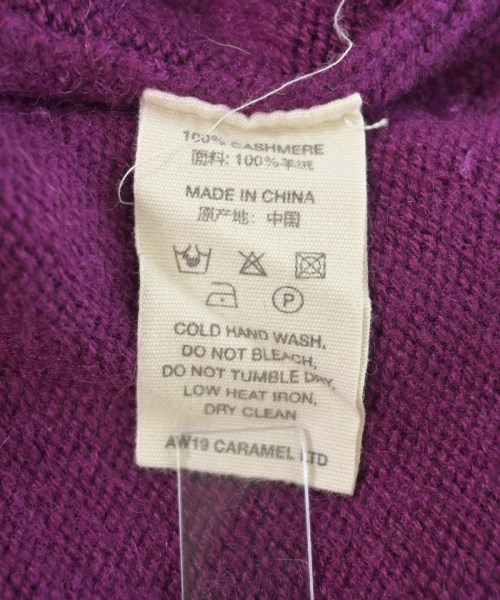 100% CASHMERE
面料: 100%羊绒
MADE IN CHINA
原产地: 中国
P
COLD HAND WASH,
DO NOT BLEACH,
DO NOT TUMBLE DRY,
LOW HEAT IRON,
DRY CLEAN
AW19 CARAMEL LTD